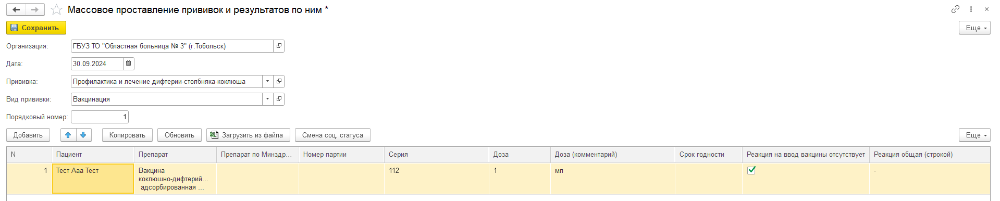 Массовое проставление прививок и результатов по ним *
Сохранить
Еще
Организация: ГБУЗ ТО "Областная больница № 3" (г.Тобольск)
Дата: 30.09.2024
Прививка: Профилактика и лечение дифтерии-столбняка-коклюша
Вид прививки: Вакцинация
Порядковый номер: 1
Добавить Копировать Обновить Загрузить из файла Смена соц. статуса Еще
N Пациент Препарат Препарат по Минздр... Номер партии Серия Доза Доза (комментарий) Срок годности Реакция на ввод вакцины отсутствует Реакция общая (строкой)
1 Тест Ааа Тест Вакцина 112 1 мл -
коклюшно-дифтерий...
адсорбированная ...